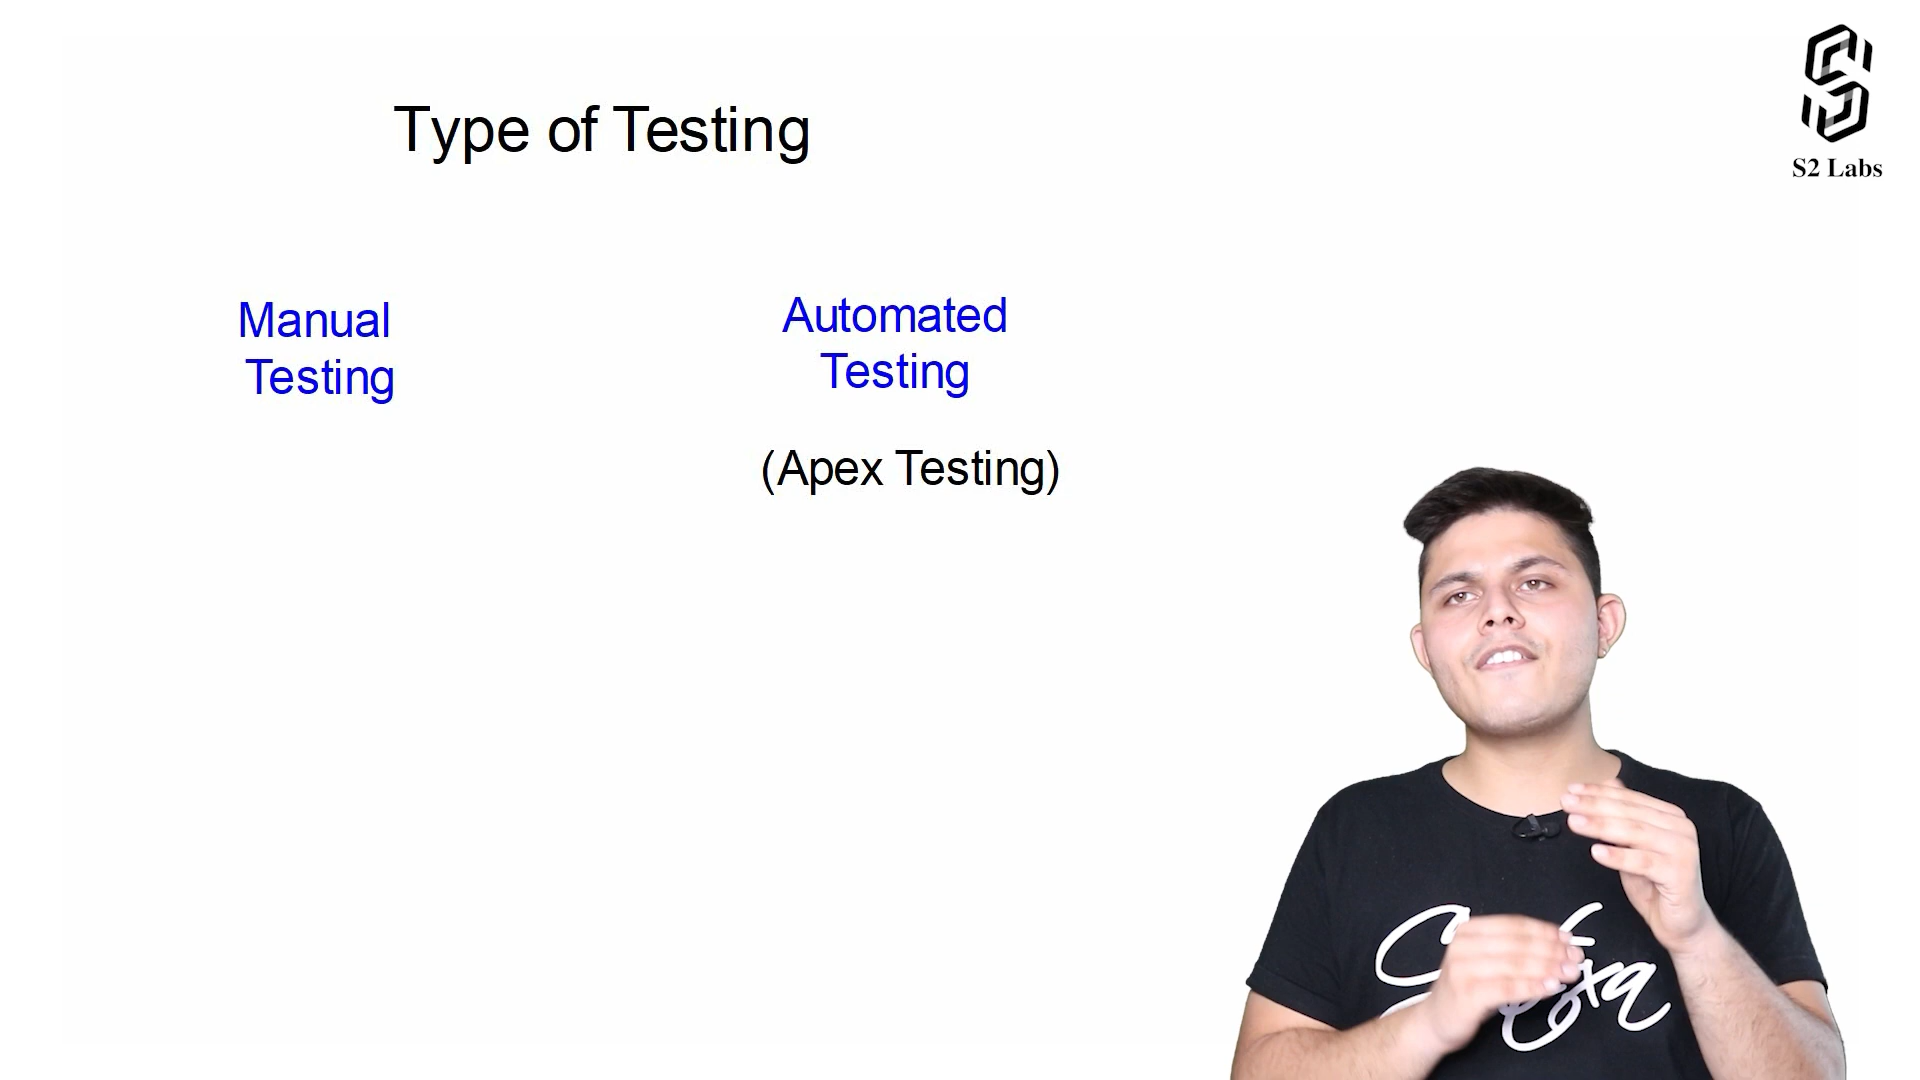 Type of Testing
S2 Labs
Manual
Testing
Automated
Testing
(Apex Testing)